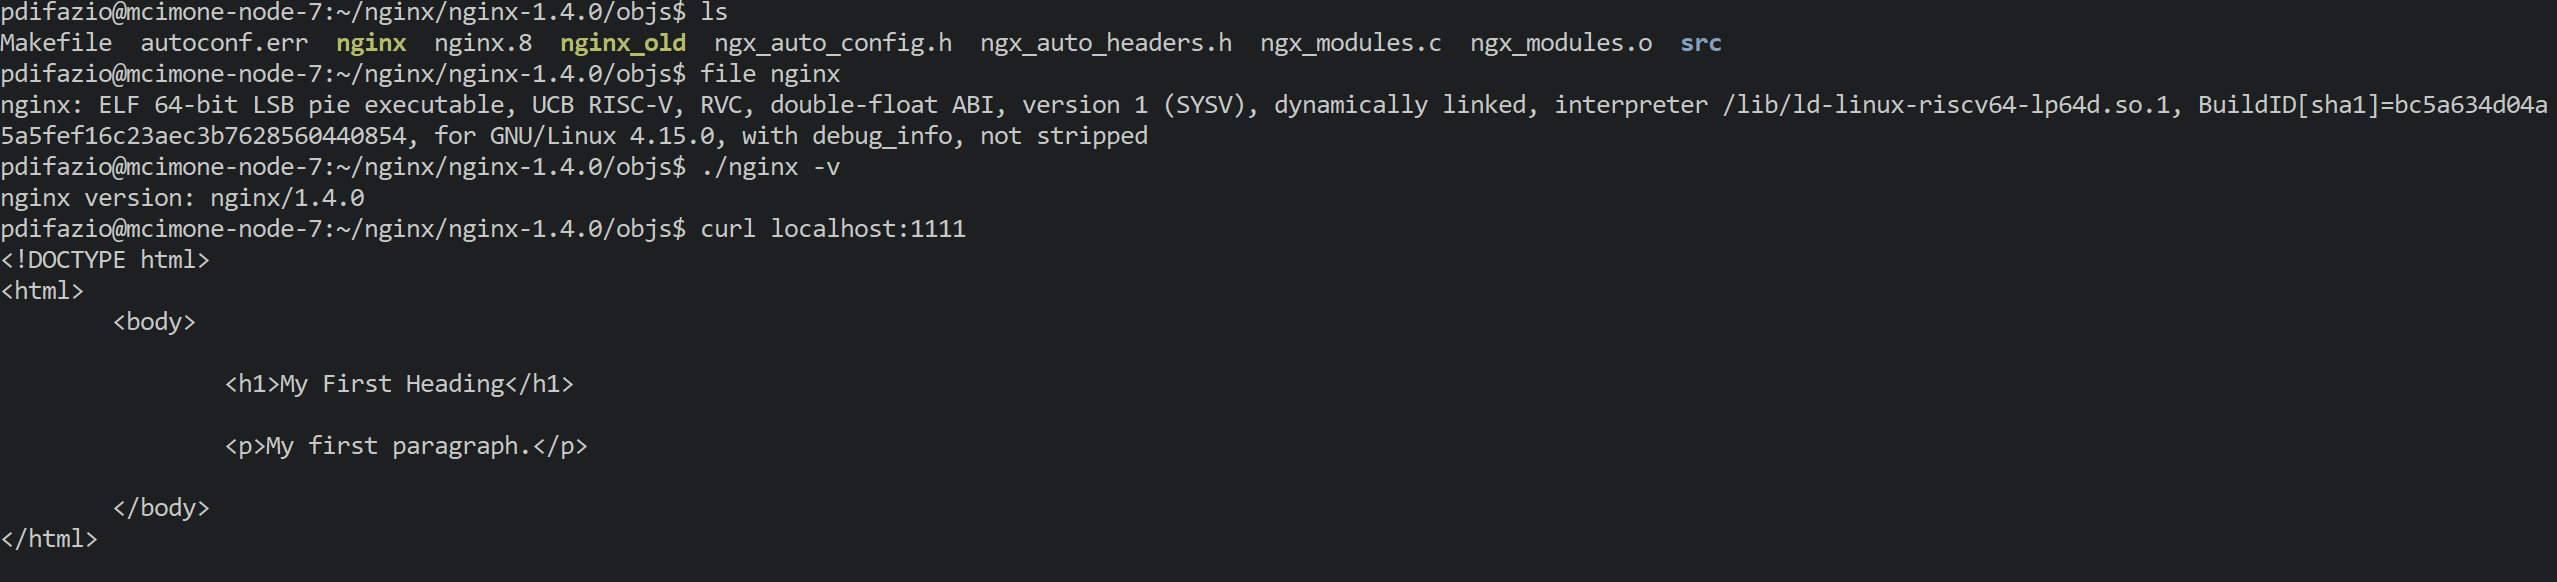 pdifazio@mcimone-node-7:~/nginx/nginx-1.4.0/objs$ ls
Makefile  autoconf.err  nginx  nginx.8  nginx_old  ngx_auto_config.h  ngx_auto_headers.h  ngx_modules.c  ngx_modules.o  src
pdifazio@mcimone-node-7:~/nginx/nginx-1.4.0/objs$ file nginx
nginx: ELF 64-bit LSB pie executable, UCB RISC-V, RVC, double-float ABI, version 1 (SYSV), dynamically linked, interpreter /lib/ld-linux-riscv64-lp64d.so.1, BuildID[sha1]=bc5a634d04a
5a5fef16c23aec3b7628560440854, for GNU/Linux 4.15.0, with debug_info, not stripped
pdifazio@mcimone-node-7:~/nginx/nginx-1.4.0/objs$ ./nginx -v
nginx version: nginx/1.4.0
pdifazio@mcimone-node-7:~/nginx/nginx-1.4.0/objs$ curl localhost:1111
<!DOCTYPE html>
<html>
        <body>
                <h1>My First Heading</h1>
                <p>My first paragraph.</p>
        </body>
</html>